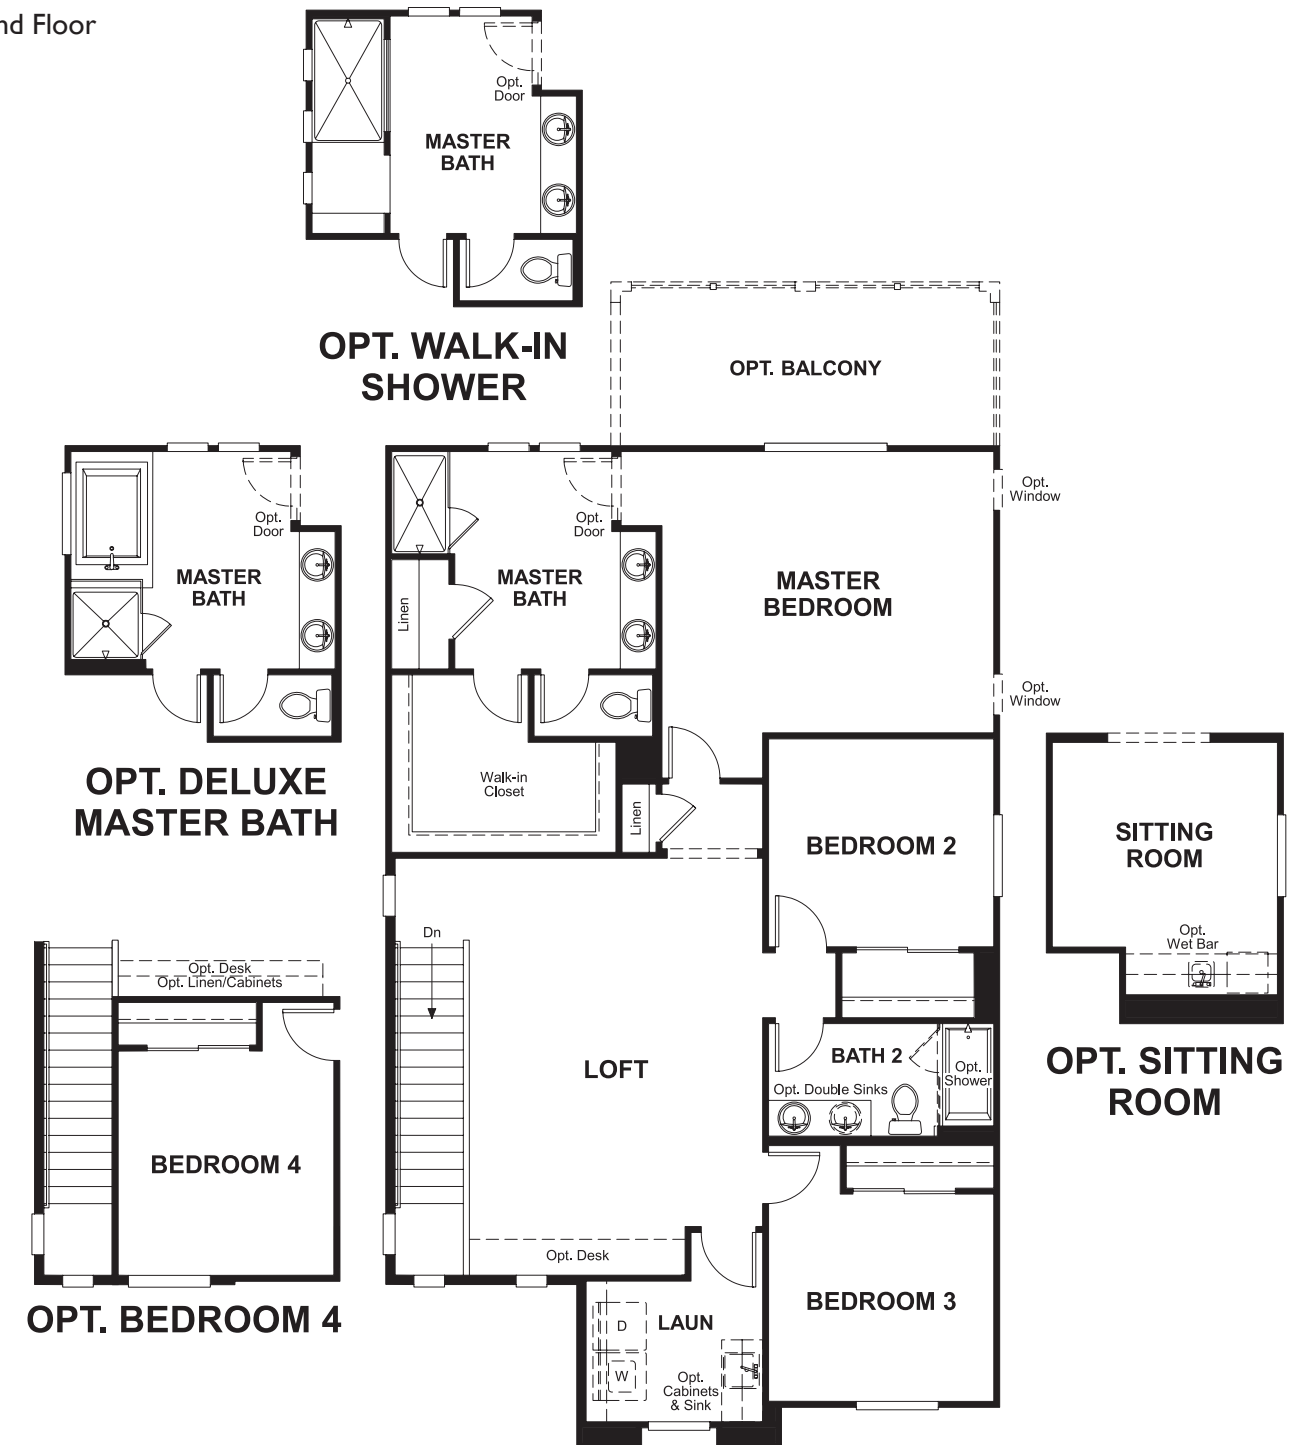 nd Floor
Opt.
Door
MASTER
BATH
OPT. WALK-IN
SHOWER
OPT. BALCONY
Opt.
Door
MASTER
BATH
OPT. DELUXE
MASTER BATH
Opt.
Door
MASTER
BATH
Linen
Walk-in
Closet
Linen
MASTER
BEDROOM
Opt.
Window
Opt.
Window
BEDROOM 2
SITTING
ROOM
Opt.
Wet Bar
OPT. SITTING
ROOM
Opt. Desk
Opt. Linen/Cabinets
BEDROOM 4
OPT. BEDROOM 4
Dn
LOFT
BATH 2
Opt.
Shower
Opt. Double Sinks
Opt. Desk
BEDROOM 3
LAUN
D
W
Opt.
Cabinets
& Sink